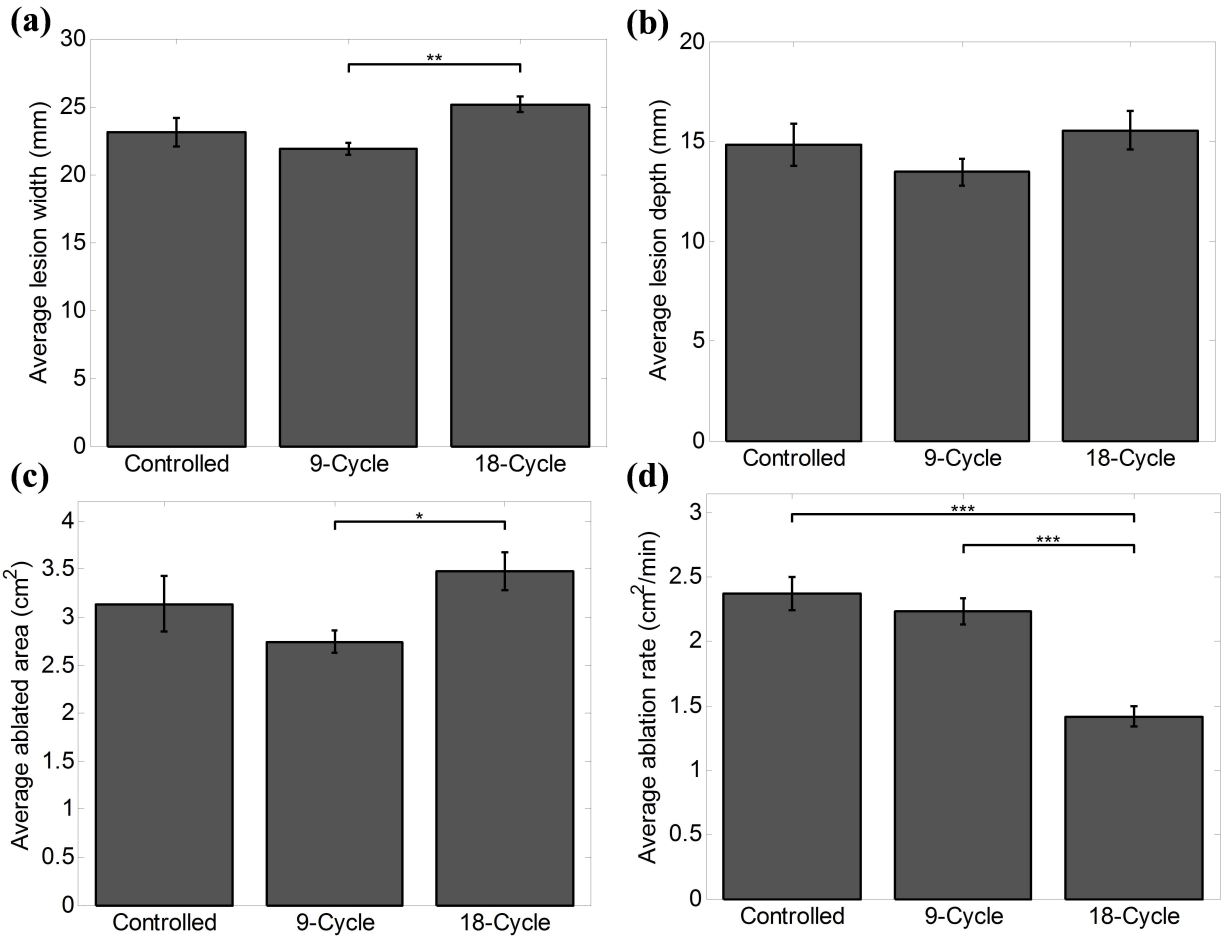 (a)
30
25
20
15
10
5
0
Average lesion width (mm)
**
Controlled 9-Cycle 18-Cycle
(b)
20
15
10
5
0
Average lesion depth (mm)
Controlled 9-Cycle 18-Cycle
(c)
4
3.5
3
2.5
2
1.5
1
0.5
0
Average ablated area (cm²)
*
Controlled 9-Cycle 18-Cycle
(d)
3
2.5
2
1.5
1
0.5
0
Average ablation rate (cm²/min)
***
***
Controlled 9-Cycle 18-Cycle